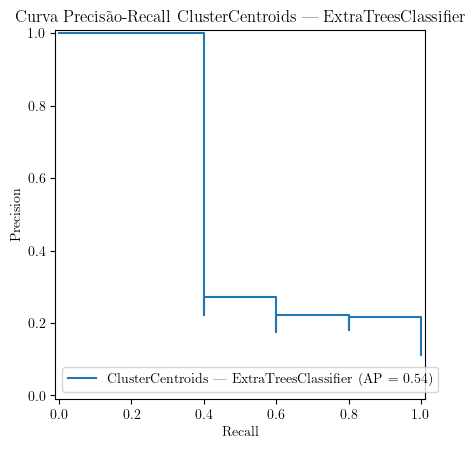 Curva Precisão-Recall ClusterCentroids — ExtraTreesClassifier
1.0
0.8
0.6
0.4
0.2
0.0
Precision
ClusterCentroids — ExtraTreesClassifier (AP = 0.54)
0.0 0.2 0.4 0.6 0.8 1.0
Recall